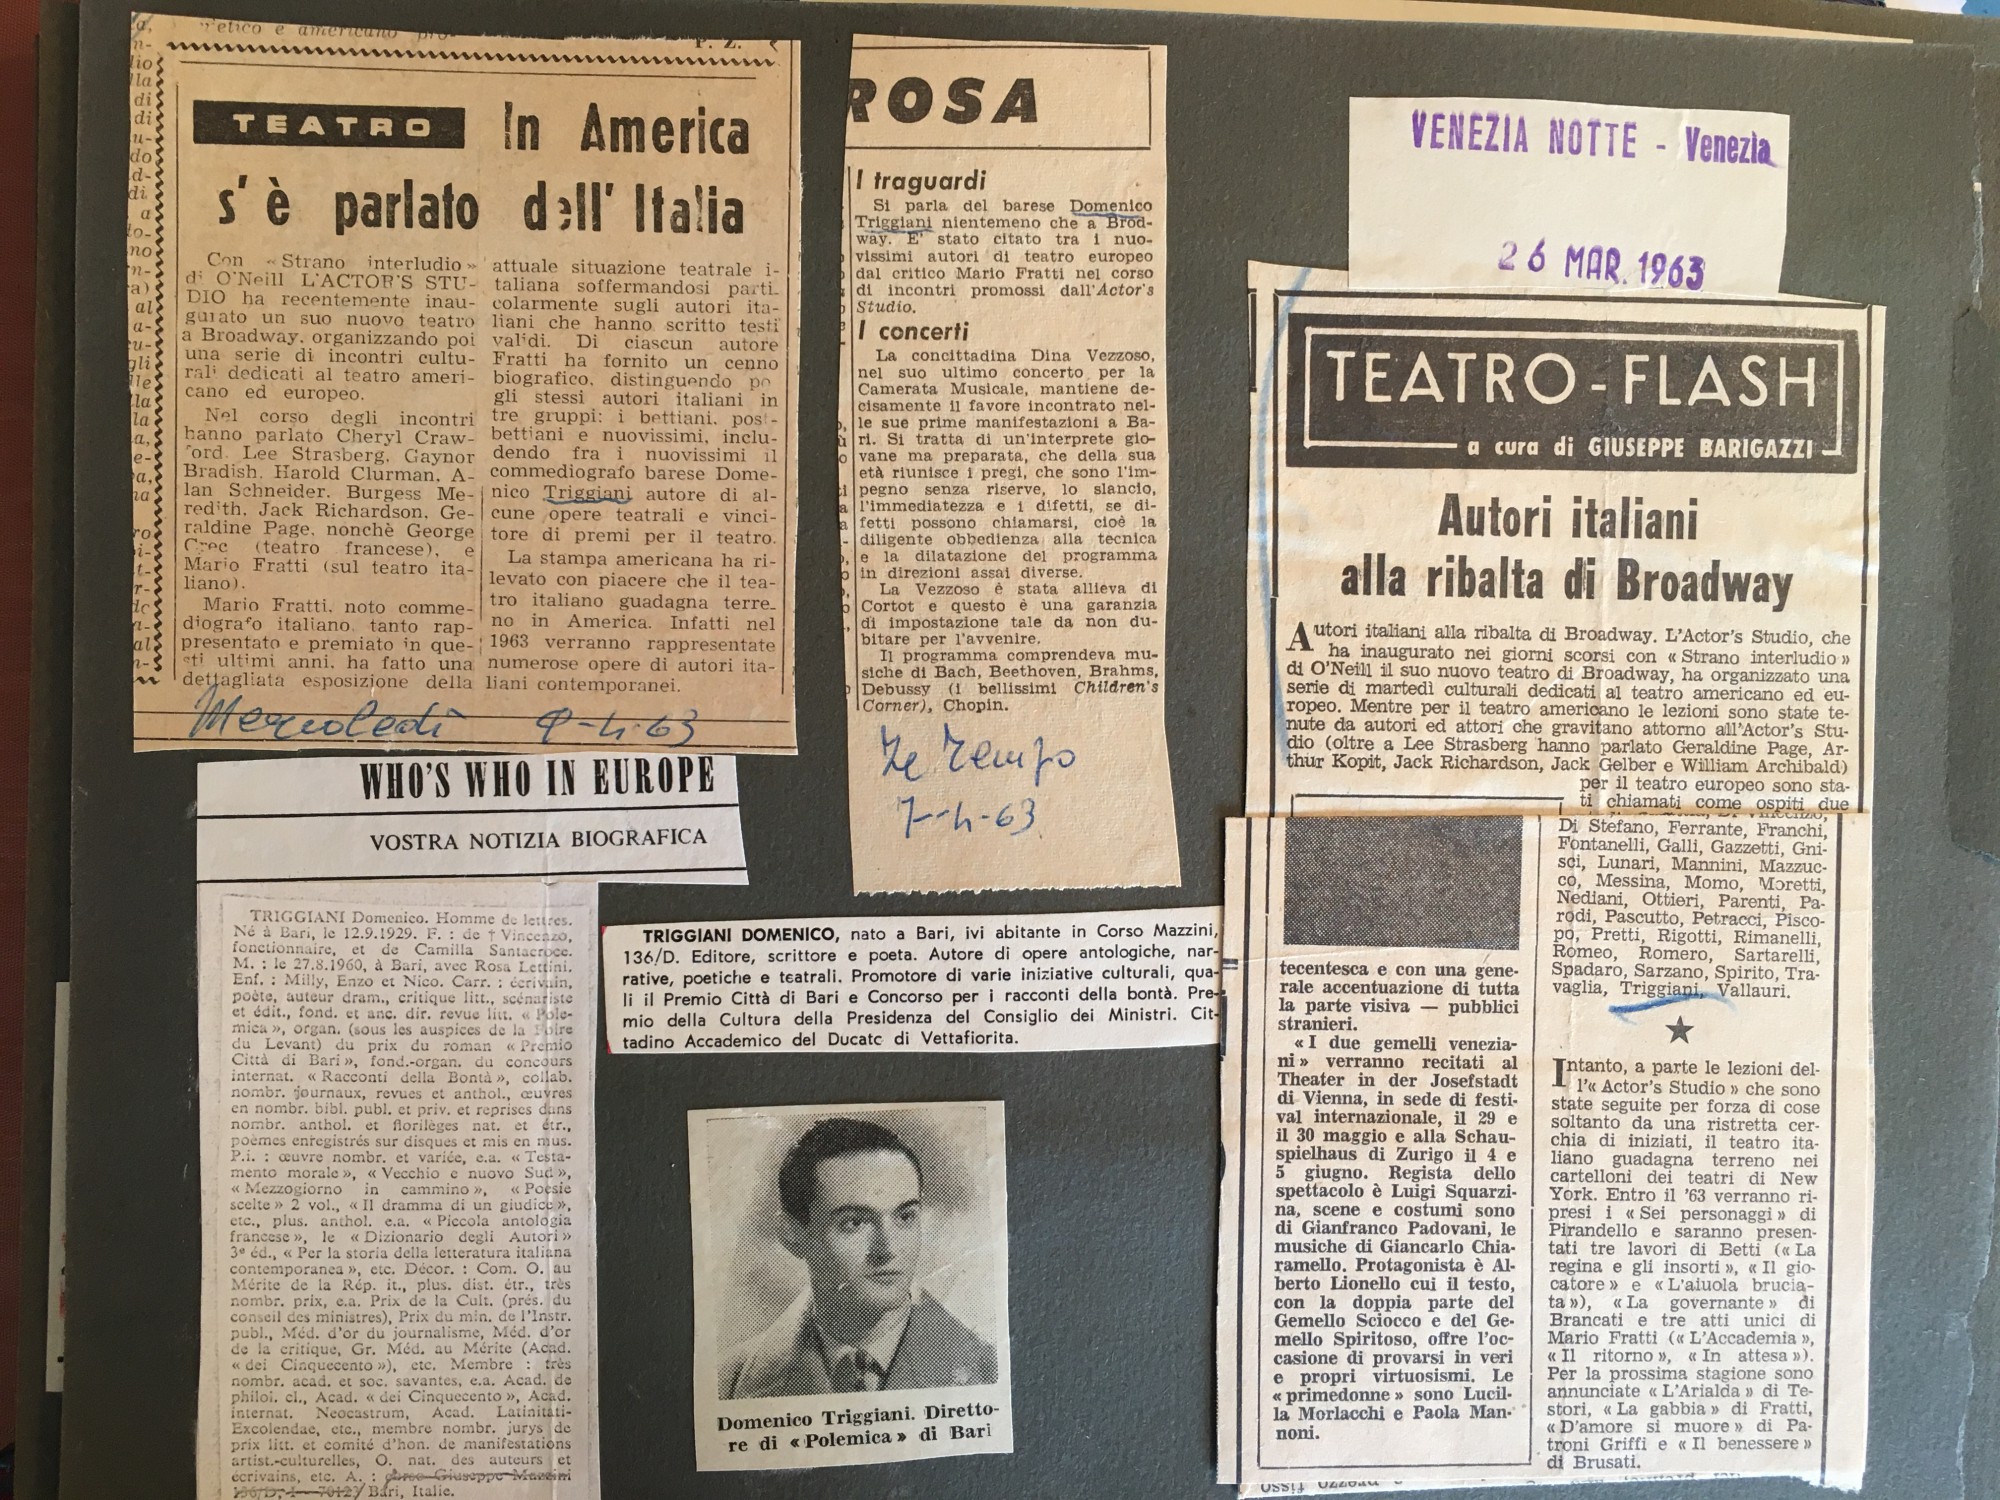 P. Z.
TEATRO In America
s'è parlato dell' Italia
Con «Strano interludio»
di O'Neill L'ACTOR'S STU-
DIO ha recentemente inau-
gurato un suo nuovo teatro
a Broadway, organizzando poi
una serie di incontri cultu-
rali dedicati al teatro ameri-
cano ed europeo.
Nel corso degli incontri
hanno parlato Cheryl Craw-
ford, Lee Strasberg, Gaynor
Bradish, Harold Clurman, A-
lan Schneider, Burgess Me-
redith, Jack Richardson, Ge-
raldine Page, nonchè George
(teatro francese), e
Mario Fratti (sul teatro ita-
liano).
Mario Fratti, noto comme-
diografo italiano tanto rap-
presentato e premiato in que-
sti ultimi anni, ha fatto una
dettagliata esposizione della
attuale situazione teatrale i-
taliana soffermandosi parti-
colarmente sugli autori ita-
liani che hanno scritto testi
validi. Di ciascun autore
Fratti ha fornito un cenno
biografico, distinguendo poi
gli stessi autori italiani in
tre gruppi: i bettiani, post-
bettiani e nuovissimi, inclu-
dendo fra i nuovissimi il
commediografo barese Dome-
nico Triggiani autore di al-
cune opere teatrali e vinci-
tore di premi per il teatro.
La stampa americana ha ri-
levato con piacere che il tea-
tro italiano guadagna terre-
no in America. Infatti nel
1963 verranno rappresentate
numerose opere di autori ita-
liani contemporanei.
Mercoledì
ROSA
I traguardi
Si parla del barese Domenico
Triggiani nientemeno che a Brod-
way. E' stato citato tra i nuo-
vissimi autori di teatro europeo
dal critico Mario Fratti nel corso
di incontri promossi dall'Actor's
Studio.
I concerti
La concittadina Dina Vezzoso,
nel suo ultimo concerto per la
Camerata Musicale, mantiene de-
cisamente il favore incontrato nel-
le sue prime manifestazioni a Ba-
ri. Si tratta di un'interprete gio-
vane ma preparata, che della sua
età riunisce i pregi, che sono l'im-
pegno senza riserve, lo slancio,
l'immediatezza e i difetti, se di-
fetti possono chiamarsi, cioè la
diligente obbedienza alla tecnica
e la dilatazione del programma
in direzioni assai diverse.
La Vezzoso è stata allieva di
Cortot e questo è una garanzia
di impostazione tale da non du-
bitare per l'avvenire.
Il programma comprendeva mu-
siche di Bach, Beethoven, Brahms,
Debussy (i bellissimi Children's
Corner), Chopin.
Il Tempo
7-4-63
VENEZIA NOTTE - Venezia
26 MAR. 1963
TEATRO-FLASH
a cura di GIUSEPPE BARIGAZZI
Autori italiani
alla ribalta di Broadway
Autori italiani alla ribalta di Broadway. L'Actor's Studio, che
ha inaugurato nei giorni scorsi con «Strano interludio»
di O'Neill il suo nuovo teatro di Broadway, ha organizzato una
serie di martedì culturali dedicati al teatro americano ed eu-
ropeo. Mentre per il teatro americano le lezioni sono state te-
nute da autori ed attori che gravitano attorno all'Actor's Stu-
dio (oltre a Lee Strasberg hanno parlato Geraldine Page, Ar-
thur Kopit, Jack Richardson, Jack Gelber e William Archibald)
per il teatro europeo sono sta-
ti chiamati come ospiti due
Di Stefano, Ferrante, Franchi,
Fontanelli, Galli, Gazzetti, Gni-
sci, Lunari, Mannini, Mazzuc-
co, Messina, Momo, Moretti,
Nediani, Ottieri, Parenti, Pa-
rodi, Pascutto, Petracci, Pisco-
po, Pretti, Rigotti, Rimanelli,
Romeo, Romero, Sartarelli,
Spadaro, Sarzano, Spirito, Tra-
vaglia, Triggiani, Vallauri.
Intanto, a parte le lezioni del-
l'«Actor's Studio» che sono
state seguite per forza di cose
soltanto da una ristretta cer-
chia di iniziati, il teatro ita-
liano guadagna terreno nei
cartelloni dei teatri di New
York. Entro il '63 verranno ri-
presi i «Sei personaggi» di
Pirandello e saranno presen-
tati tre lavori di Betti («La
regina e gli insorti», «Il gio-
catore» e «L'aiuola brucia-
ta»), «La governante» di
Brancati e tre atti unici di
Mario Fratti («L'Accademia»,
«Il ritorno», «In attesa»).
Per la prossima stagione sono
annunciate «L'Arialda» di Te-
stori, «La gabbia» di Fratti,
«D'amore si muore» di Pa-
troni Griffi e «Il benessere»
di Brusati.
tecentesca e con una gene-
rale accentuazione di tutta
la parte visiva — pubblici
stranieri.
«I due gemelli venezia-
ni» verranno recitati al
Theater in der Josefstadt
di Vienna, in sede di festi-
val internazionale, il 29 e
il 30 maggio e alla Schau-
spielhaus di Zurigo il 4 e
5 giugno. Regista dello
spettacolo è Luigi Squarzi-
na, scene e costumi sono
di Gianfranco Padovani, le
musiche di Giancarlo Chia-
ramello. Protagonista è Al-
berto Lionello cui il testo,
con la doppia parte del
Gemello Sciocco e del Ge-
mello Spiritoso, offre l'oc-
casione di provarsi in veri
e propri virtuosismi. Le
«primedonne» sono Lucil-
la Morlacchi e Paola Man-
noni.
WHO'S WHO IN EUROPE
VOSTRA NOTIZIA BIOGRAFICA
TRIGGIANI Domenico. Homme de lettres.
Né à Bari, le 12.9.1929. F. : de † Vincenzo,
fonctionnaire, et de Camilla Santacroce.
M. : le 27.8.1960, à Bari, avec Rosa Lettini.
Enf. : Milly, Enzo et Nico. Carr. : écrivain,
poète, auteur dram., critique litt., scénariste
et édit., fond. et anc. dir. revue litt. «Pole-
mica», organ. (sous les auspices de la Foire
du Levant) du prix du roman «Premio
Città di Bari», fond.-organ. du concours
internat. «Racconti della Bontà», collab.
nombr. journaux, revues et anthol., œuvres
en nombr. bibl. publ. et priv. et reprises dans
nombr. anthol. et florilèges nat. et étr.,
poèmes enregistrés sur disques et mis en mus.
P.i. : œuvre nombr. et variée, e.a. «Testa-
mento morale», «Vecchio e nuovo Sud»,
«Mezzogiorno in cammino», «Poesie
scelte» 2 vol., «Il dramma di un giudice»,
etc., plus. anthol. e.a. «Piccola antologia
francese», le «Dizionario degli Autori»
3e éd., «Per la storia della letteratura italiana
contemporanea», etc. Décor. : Com. O. au
Mérite de la Rép. it., plus. dist. étr., très
nombr. prix, e.a. Prix de la Cult. (prés. du
conseil des ministres), Prix du min. de l'Instr.
publ., Méd. d'or du journalisme, Méd. d'or
de la critique, Gr. Méd. au Mérite (Acad.
«dei Cinquecento»), etc. Membre : très
nombr. acad. et soc. savantes, e.a. Acad. de
philol. cl., Acad. «dei Cinquecento», Acad.
internat. Neocastrum, Acad. Latinitati-
Excolendae, etc., membre nombr. jurys de
prix litt. et comité d'hon. de manifestations
artist.-culturelles, O. nat. des auteurs et
écrivains, etc. A. : corso Giuseppe Mazzini
136/D, I - 70123 Bari, Italie.
TRIGGIANI DOMENICO, nato a Bari, ivi abitante in Corso Mazzini,
136/D. Editore, scrittore e poeta. Autore di opere antologiche, nar-
rative, poetiche e teatrali. Promotore di varie iniziative culturali, qua-
li il Premio Città di Bari e Concorso per i racconti della bontà. Pre-
mio della Cultura della Presidenza del Consiglio dei Ministri. Cit-
tadino Accademico del Ducato di Vettafiorita.
Domenico Triggiani. Diretto-
re di «Polemica» di Bari